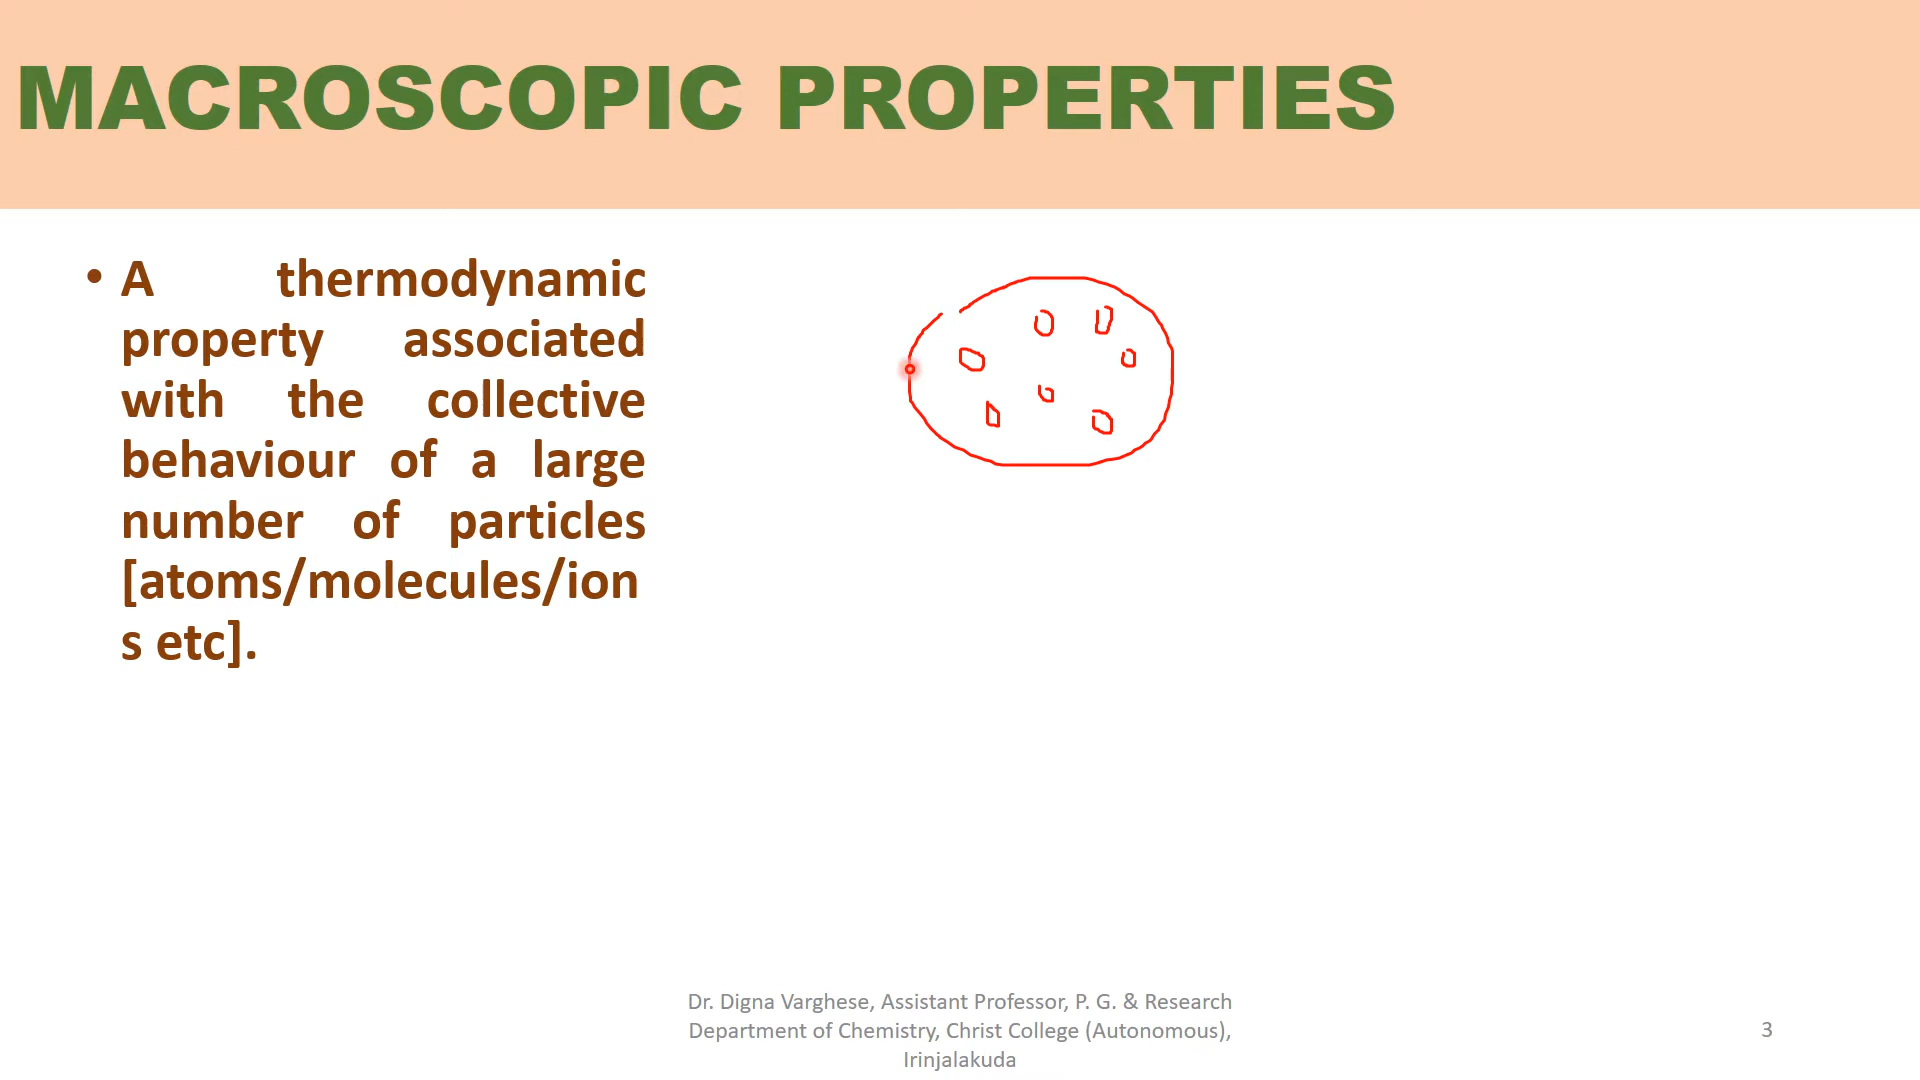 MACROSCOPIC PROPERTIES
• A thermodynamic
property associated
with the collective
behaviour of a large
number of particles
[atoms/molecules/ion
s etc].
Dr. Digna Varghese, Assistant Professor, P. G. & Research
Department of Chemistry, Christ College (Autonomous),
Irinjalakuda
3